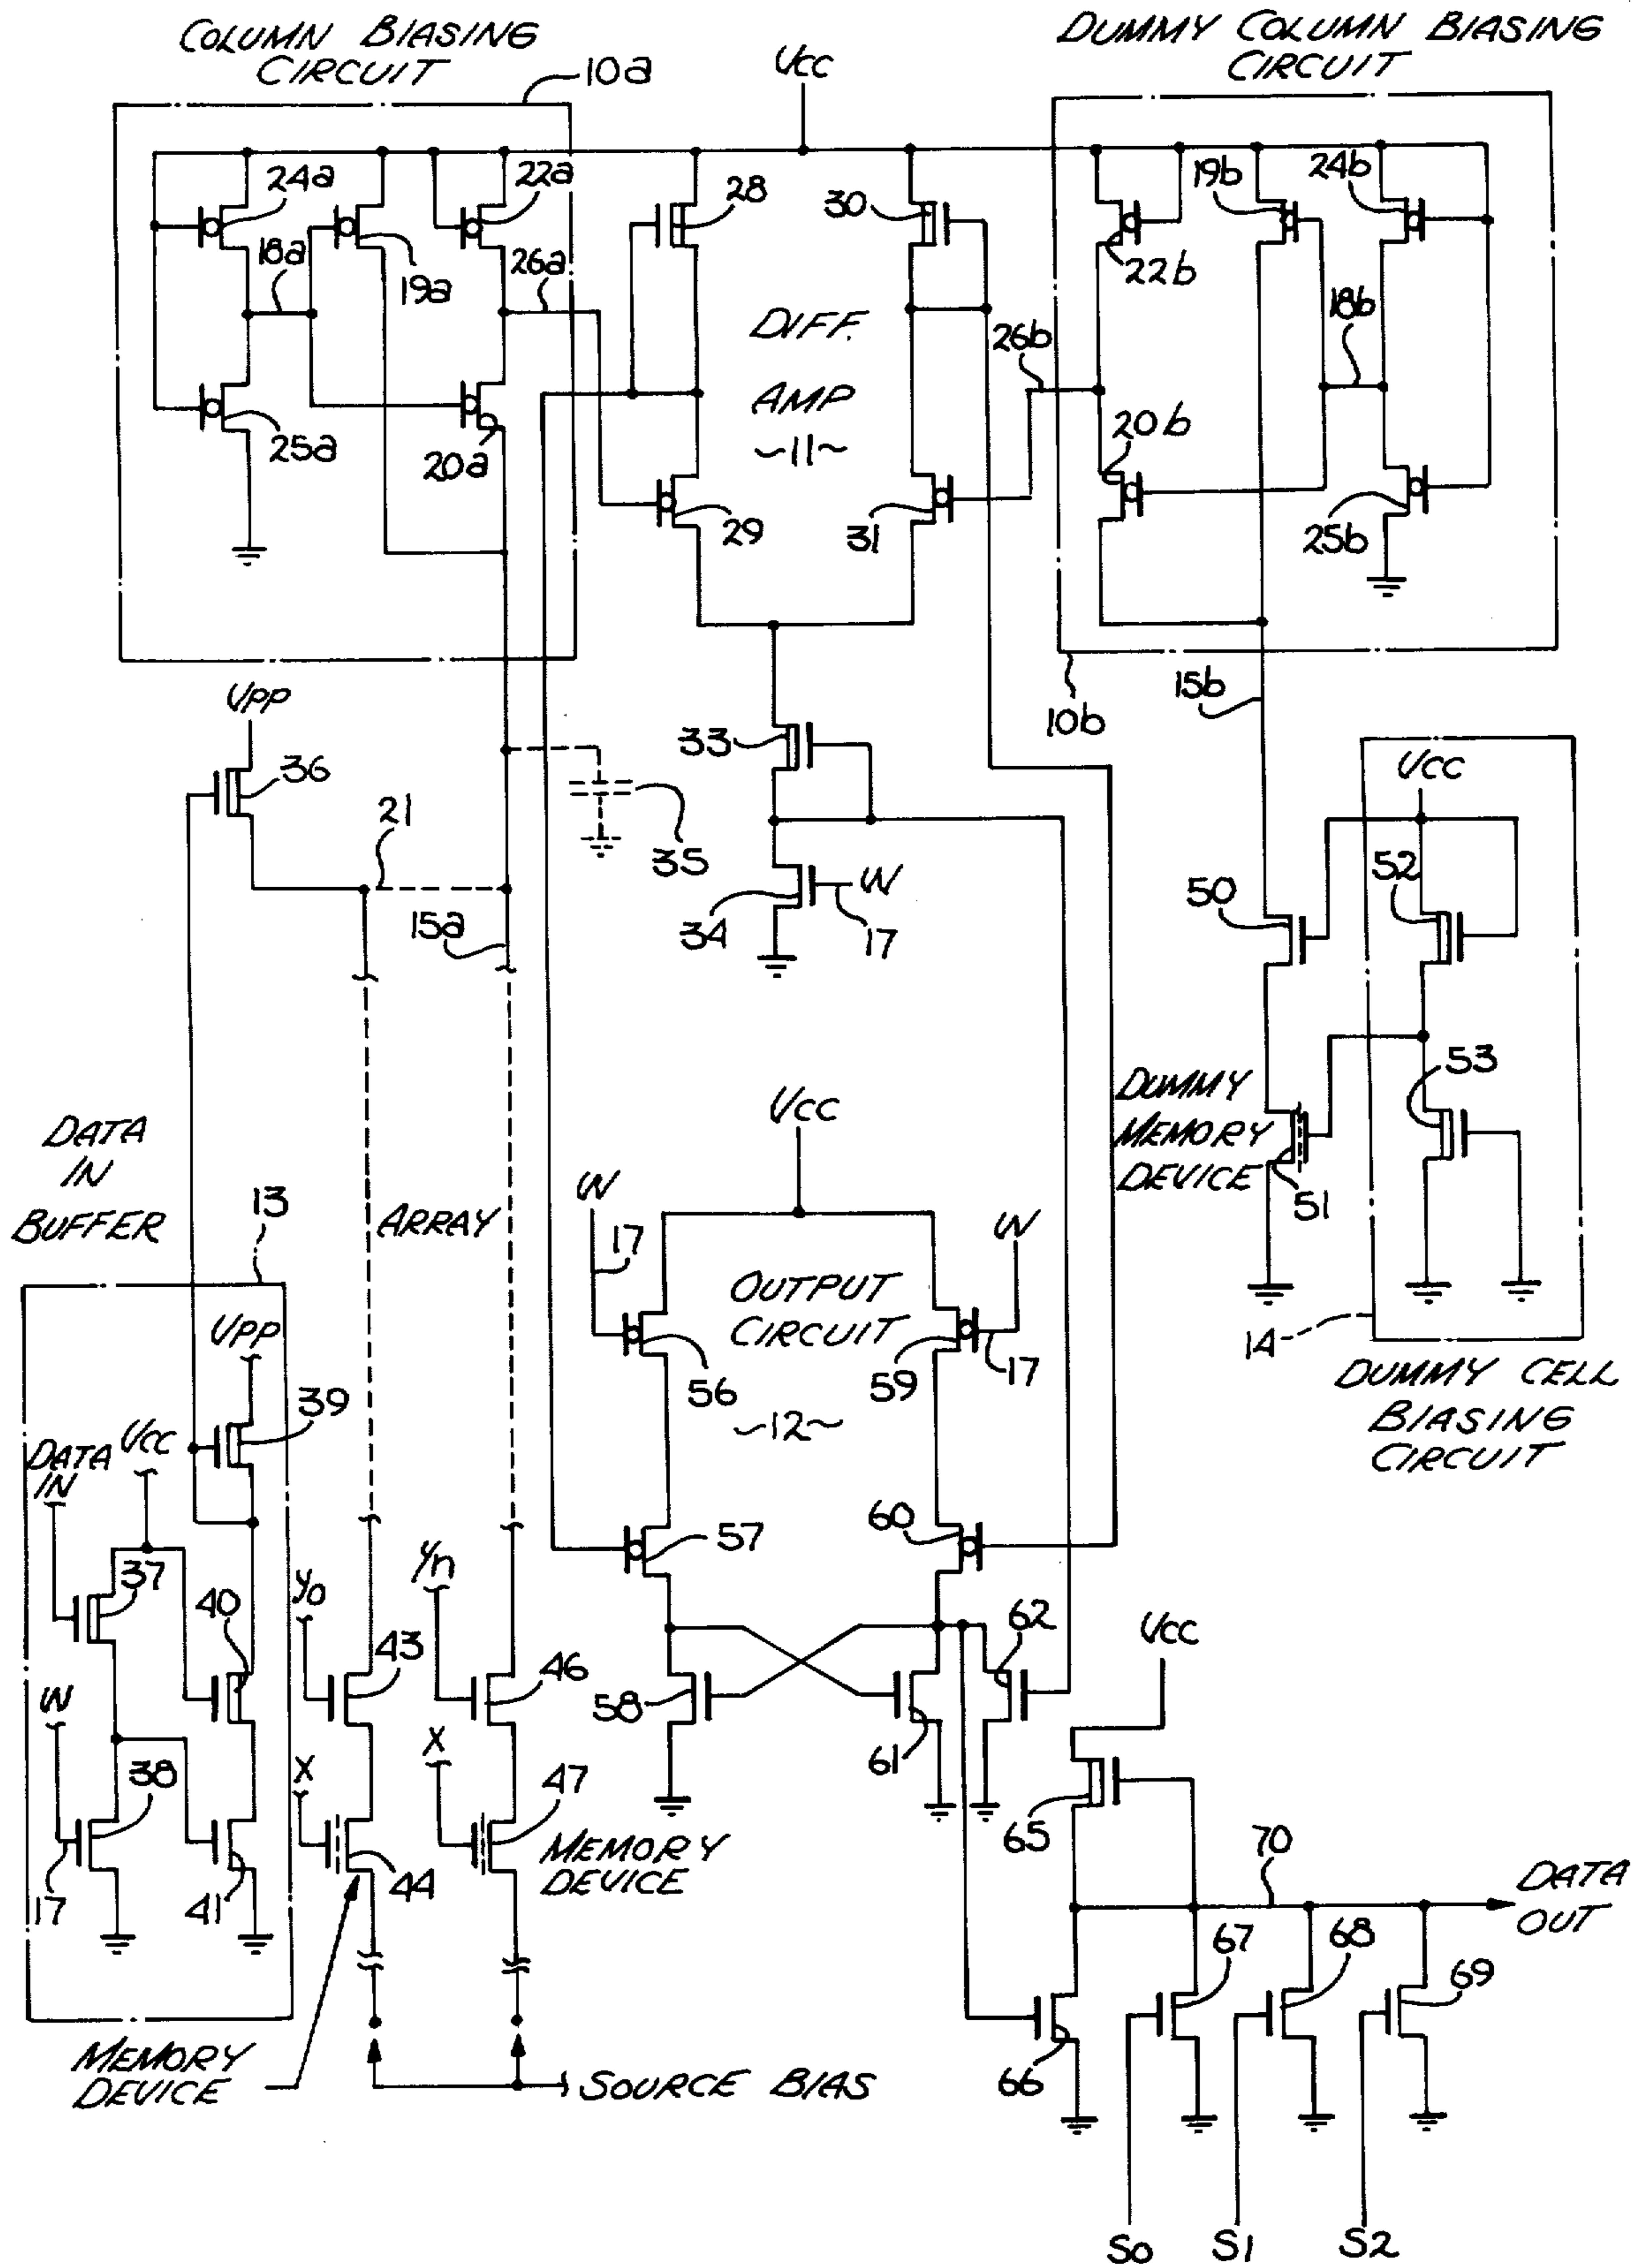 COLUMN BIASING
CIRCUIT
10a
VCC
DUMMY COLUMN BIASING
CIRCUIT
24a
22a
28
30
19b
24b
18a
19a
26a
22b
18b
DIFF.
AMP
~11~
26b
25a
20a
29
31
20b
25b
VPP
36
21
35
33
15b
10b
VCC
15a
34
W
17
50
52
53
DATA
IN
BUFFER
13
ARRAY
VCC
DUMMY
MEMORY
DEVICE
51
W
17
W
17
OUTPUT
CIRCUIT
~12~
56
59
14
DUMMY CELL
BIASING
CIRCUIT
VPP
39
DATA
IN
VCC
37
40
W
38
17
41
Y0
43
X
44
Yn
46
X
47
MEMORY
DEVICE
57
60
58
61
62
VCC
65
70
DATA
OUT
66
67
68
69
MEMORY
DEVICE
SOURCE BIAS
S0
S1
S2